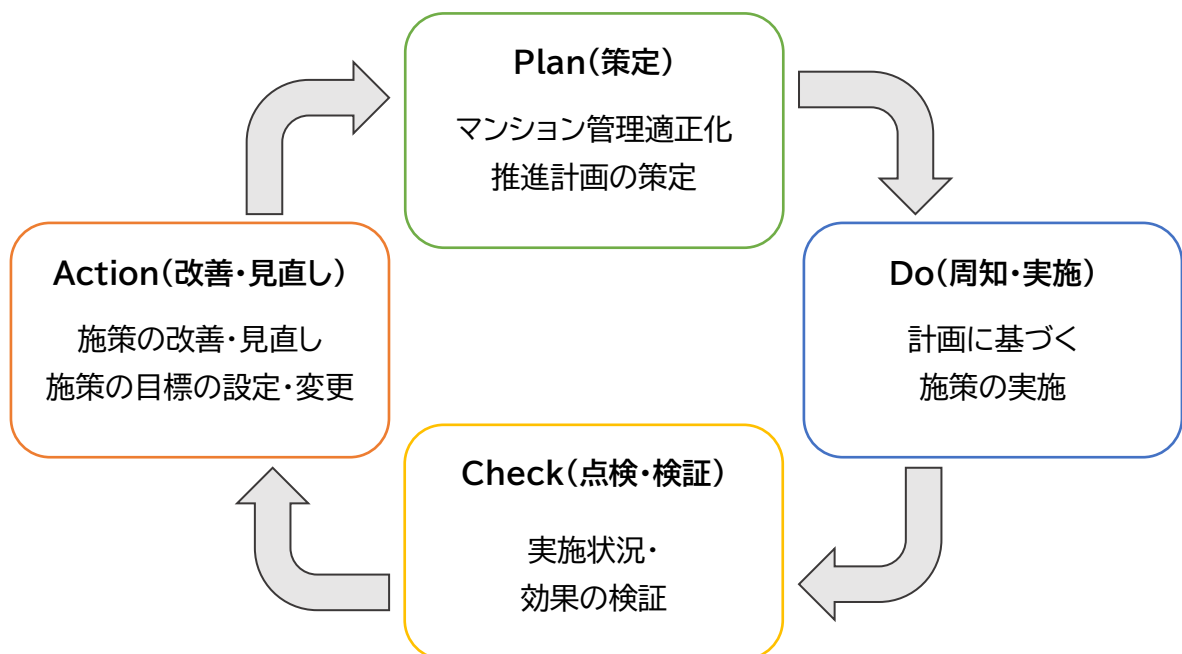 Plan(策定)
マンション管理適正化
推進計画の策定
Do(周知・実施)
計画に基づく
施策の実施
Check(点検・検証)
実施状況・
効果の検証
Action(改善・見直し)
施策の改善・見直し
施策の目標の設定・変更